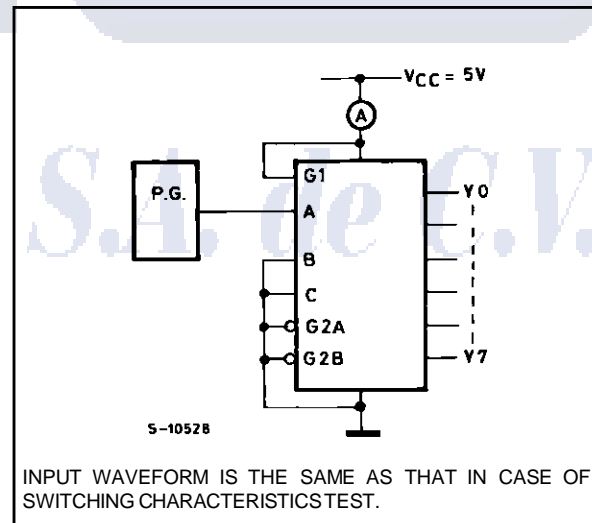 VCC = 5V
A
G1
P.G.
A
Y0
B
C
G2A
G2B
Y7
S-10528
INPUT WAVEFORM IS THE SAME AS THAT IN CASE OF
SWITCHING CHARACTERISTICS TEST.
S.A. de C.V.